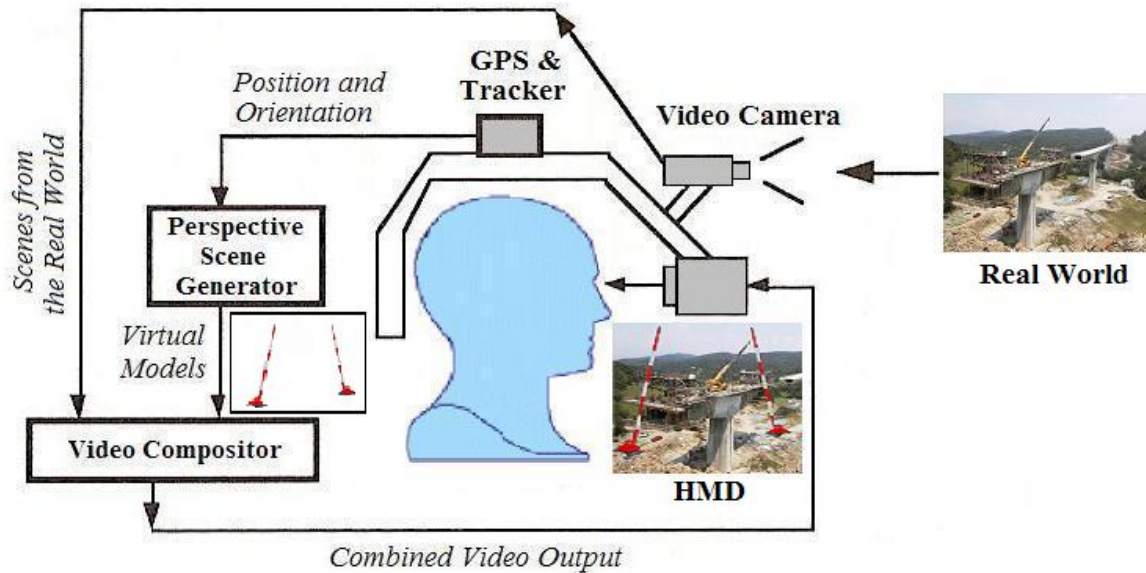 GPS &
Tracker
Position and
Orientation
Video Camera
Scenes from
the Real World
Perspective
Scene
Generator
Real World
Virtual
Models
Video Compositor
HMD
Combined Video Output